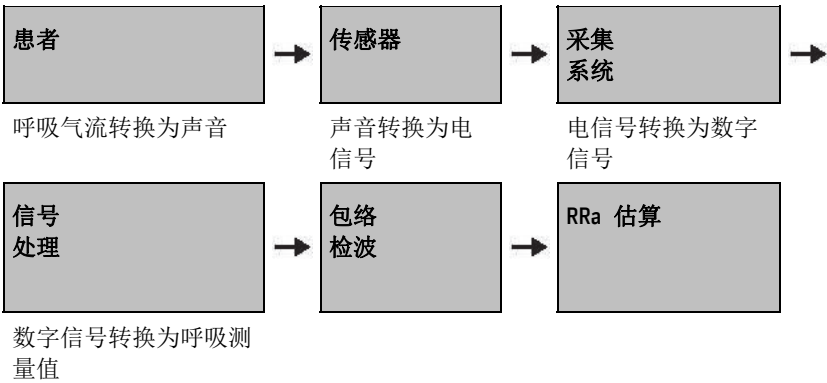 患者
传感器
采集
系统
呼吸气流转换为声音
声音转换为电
信号
电信号转换为数字
信号
信号
处理
包络
检波
RRa 估算
数字信号转换为呼吸测
量值